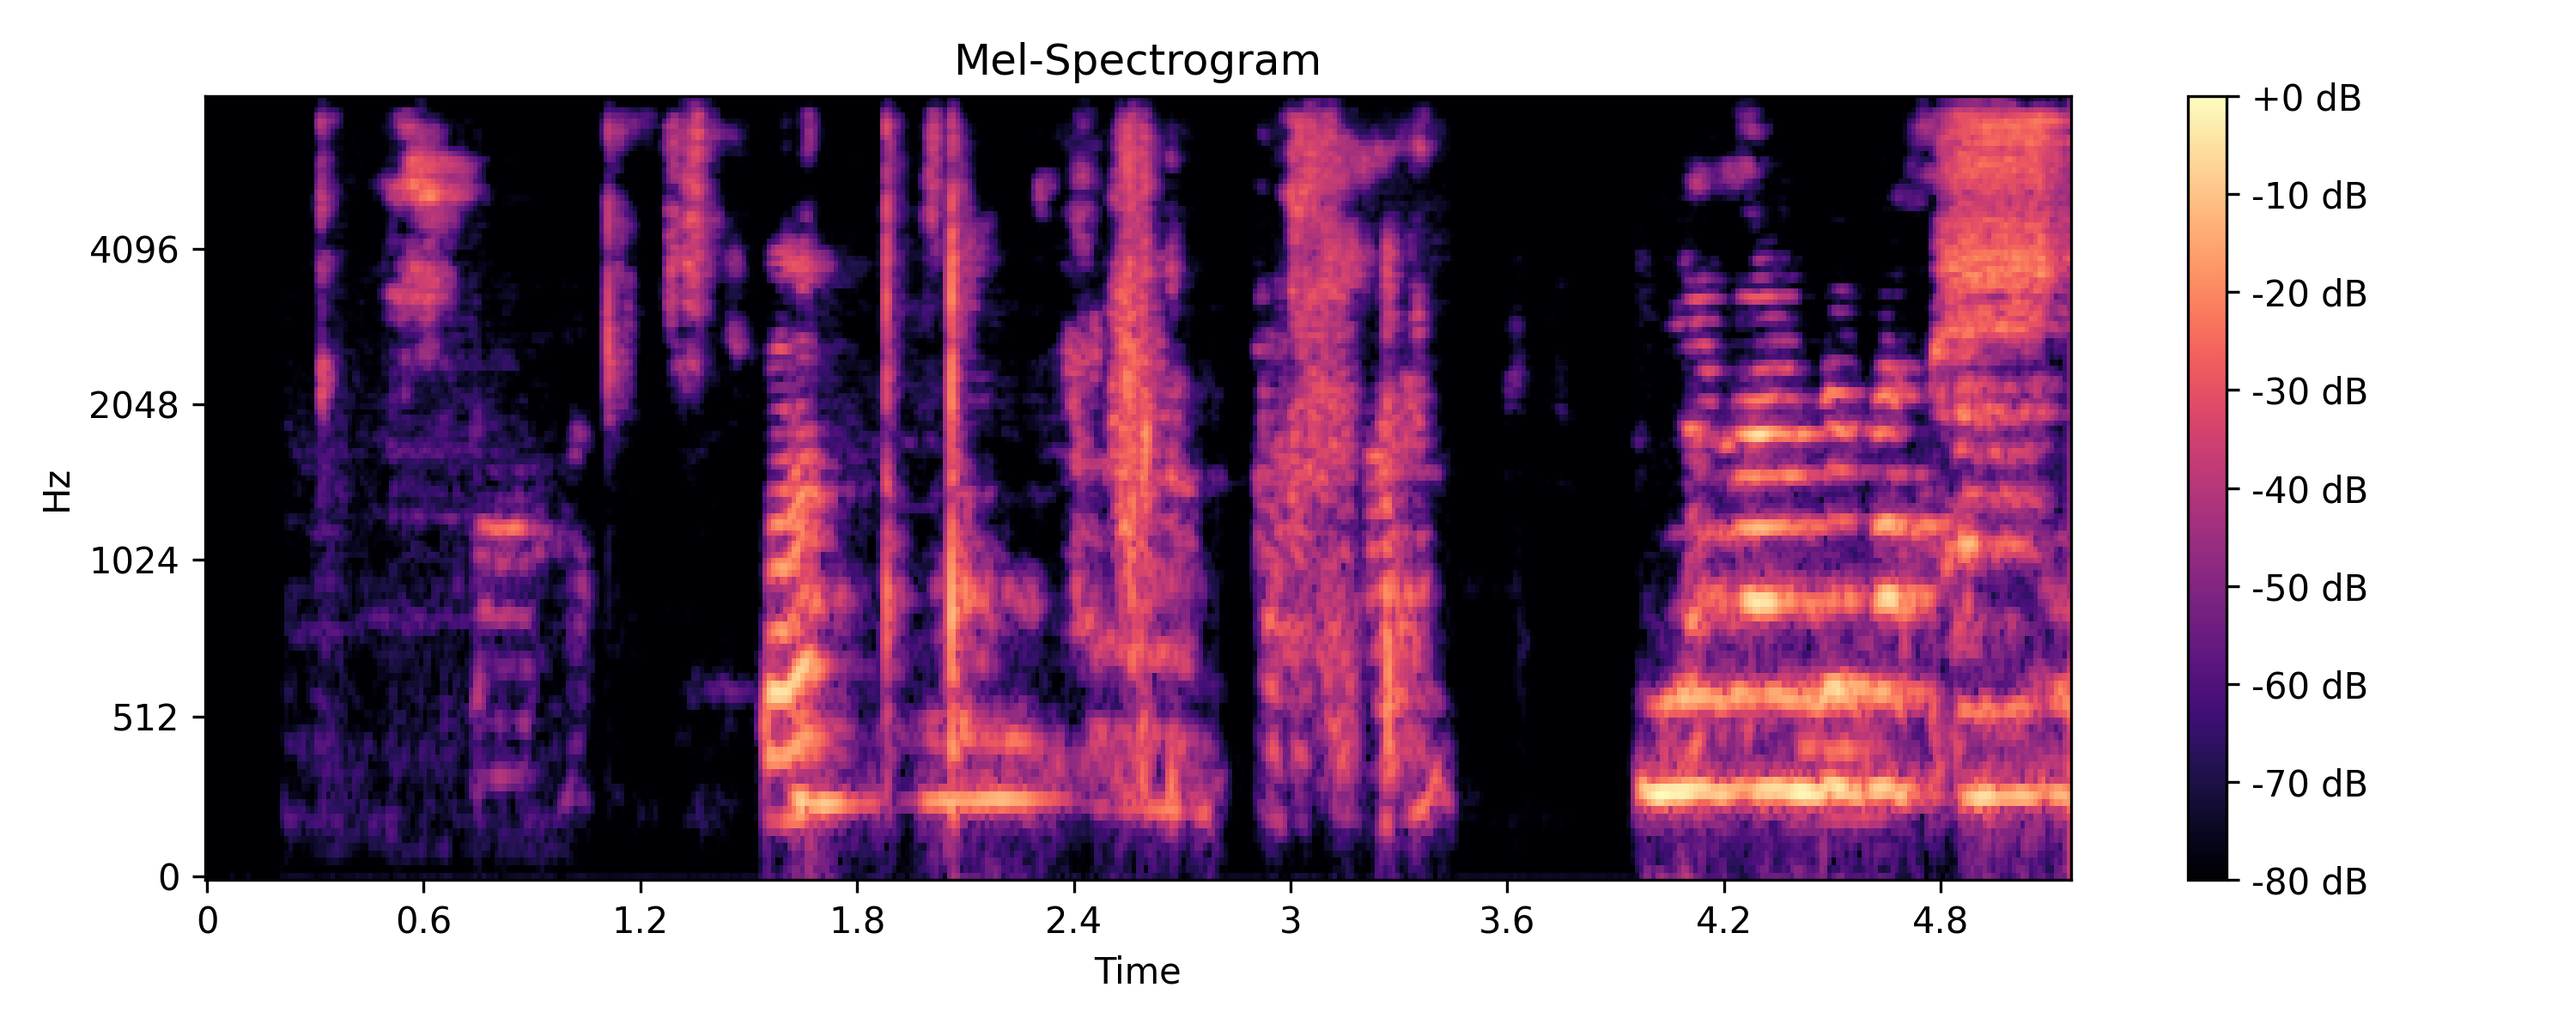 Mel-Spectrogram
+0 dB
-10 dB
-20 dB
-30 dB
-40 dB
-50 dB
-60 dB
-70 dB
-80 dB
Hz
4096
2048
1024
512
0
0 0.6 1.2 1.8 2.4 3 3.6 4.2 4.8
Time